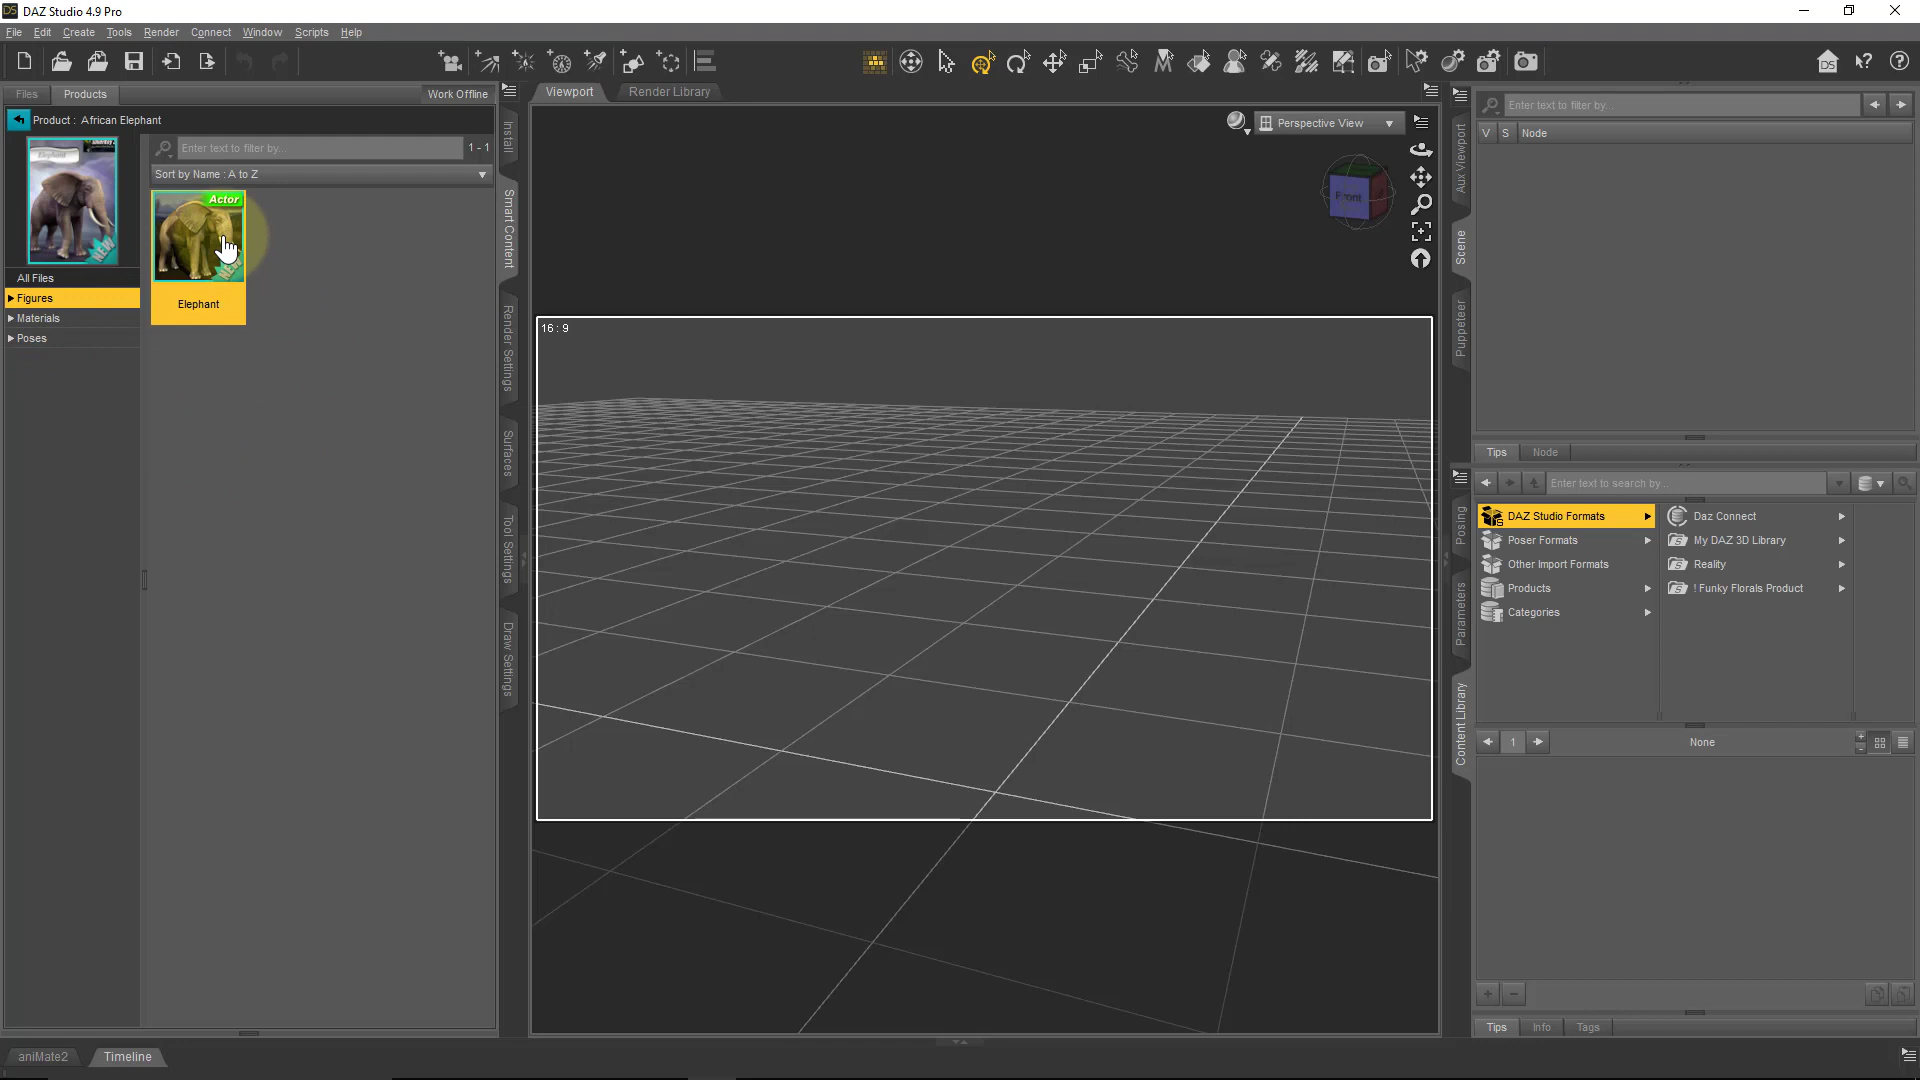 DAZ Studio 4.9 Pro
File Edit Create Tools Render Connect Window Scripts Help
Files Products Work Offline
Product : African Elephant
Enter text to filter by... 1 - 1
Sort by Name : A to Z
Elephant
NEW
All Files
Figures
Materials
Poses
Actor
NEW
Elephant
Install
Smart Content
Render Settings
Surfaces
Tool Settings
Draw Settings
Viewport Render Library
Perspective View
Front
16 : 9
Aux Viewport
Scene
Puppeteer
Enter text to filter by...
V S Node
Tips Node
Posing
Parameters
Content Library
Enter text to search by...
DAZ Studio Formats
Poser Formats
Other Import Formats
Products
Categories
Daz Connect
My DAZ 3D Library
Reality
! Funky Florals Product
1 None
Tips Info Tags
aniMate2 Timeline